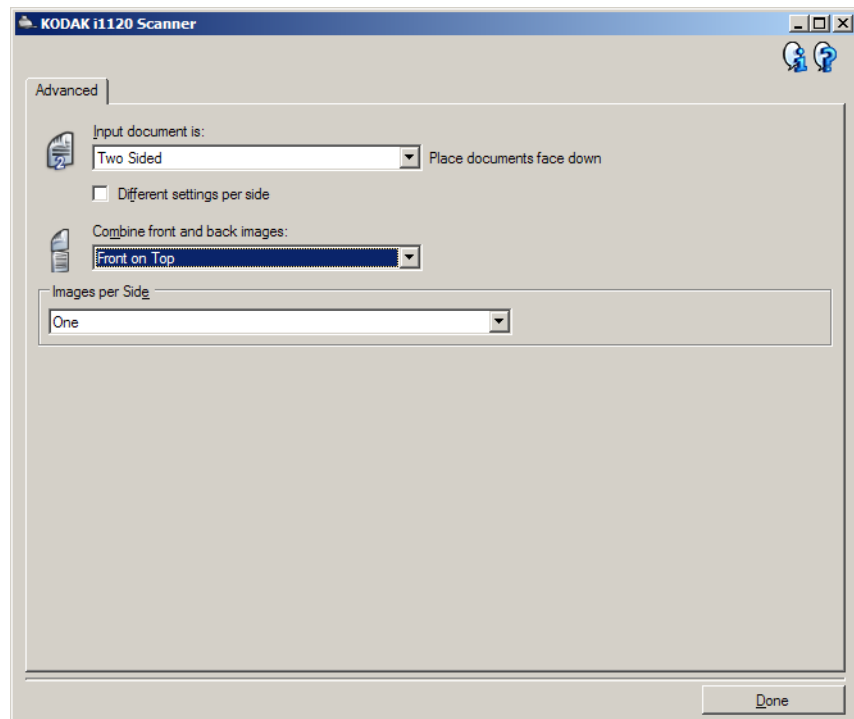 KODAK i1120 Scanner
Advanced
Input document is:
Two Sided
Place documents face down
Different settings per side
Combine front and back images:
Front on Top
Images per Side
One
Done